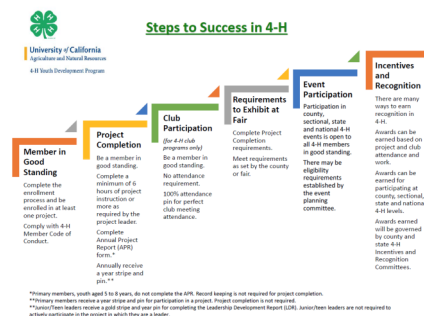 Steps to Success in 4-H
University of California
Agriculture and Natural Resources
4-H Youth Development Program
Member in
Good
Standing
Complete the
enrollment
process and be
enrolled in at least
one project.
Comply with 4-H
Member Code of
Conduct.
Project
Completion
Be a member in
good standing.
Complete a
minimum of 6
hours of project
instruction or more
as required by
the project leader.
Complete
Annual Project
Report (APR)
form.*
Annually receive
a year stripe and
pin.**
Club
Participation
(for 4-H club
programs only)
Be a member in
good standing.
No attendance
requirement.
100% attendance
pin for perfect
club meeting
attendance.
Requirements
to Exhibit at
Fair
Complete Project
Completion
requirements.
Meet requirements
as set by the county
or fair.
Event
Participation
Participation in
county,
sectional, state
and national 4-H
events is open to
all 4-H members
in good standing.
There may be
eligibility
requirements
established by
the event
planning
committee.
Incentives
and
Recognition
There are many
ways to earn
recognition in
4-H.
Awards can be
earned based on
project and club
attendance and
work.
Awards can be
earned for
participating at
county, sectional,
state and national
4-H levels.
Awards earned
will be governed
by county and
state 4-H
Incentives and
Recognition
Committees.
*Primary members, youth aged 5 to 8 years, do not complete the APR. Record keeping is not required for project completion.
**Primary members receive a year stripe and pin for participation in a project. Project completion is not required.
**Junior/Teen leaders receive a gold stripe and year pin for completing the Leadership Development Report (LDR). Junior/teen leaders are not required to
actively participate in the project in which they are a leader.